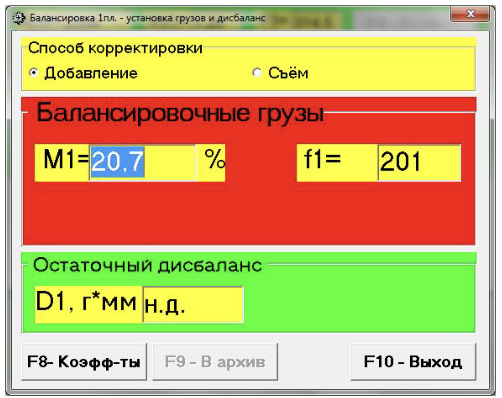 Балансировка 1пл. - установка грузов и дисбаланс
Способ корректировки
Добавление Съём
Балансировочные грузы
M1= 20,7 % f1= 201
Остаточный дисбаланс
D1, г*мм н.д.
F8- Коэфф-ты F9 - В архив F10 - Выход